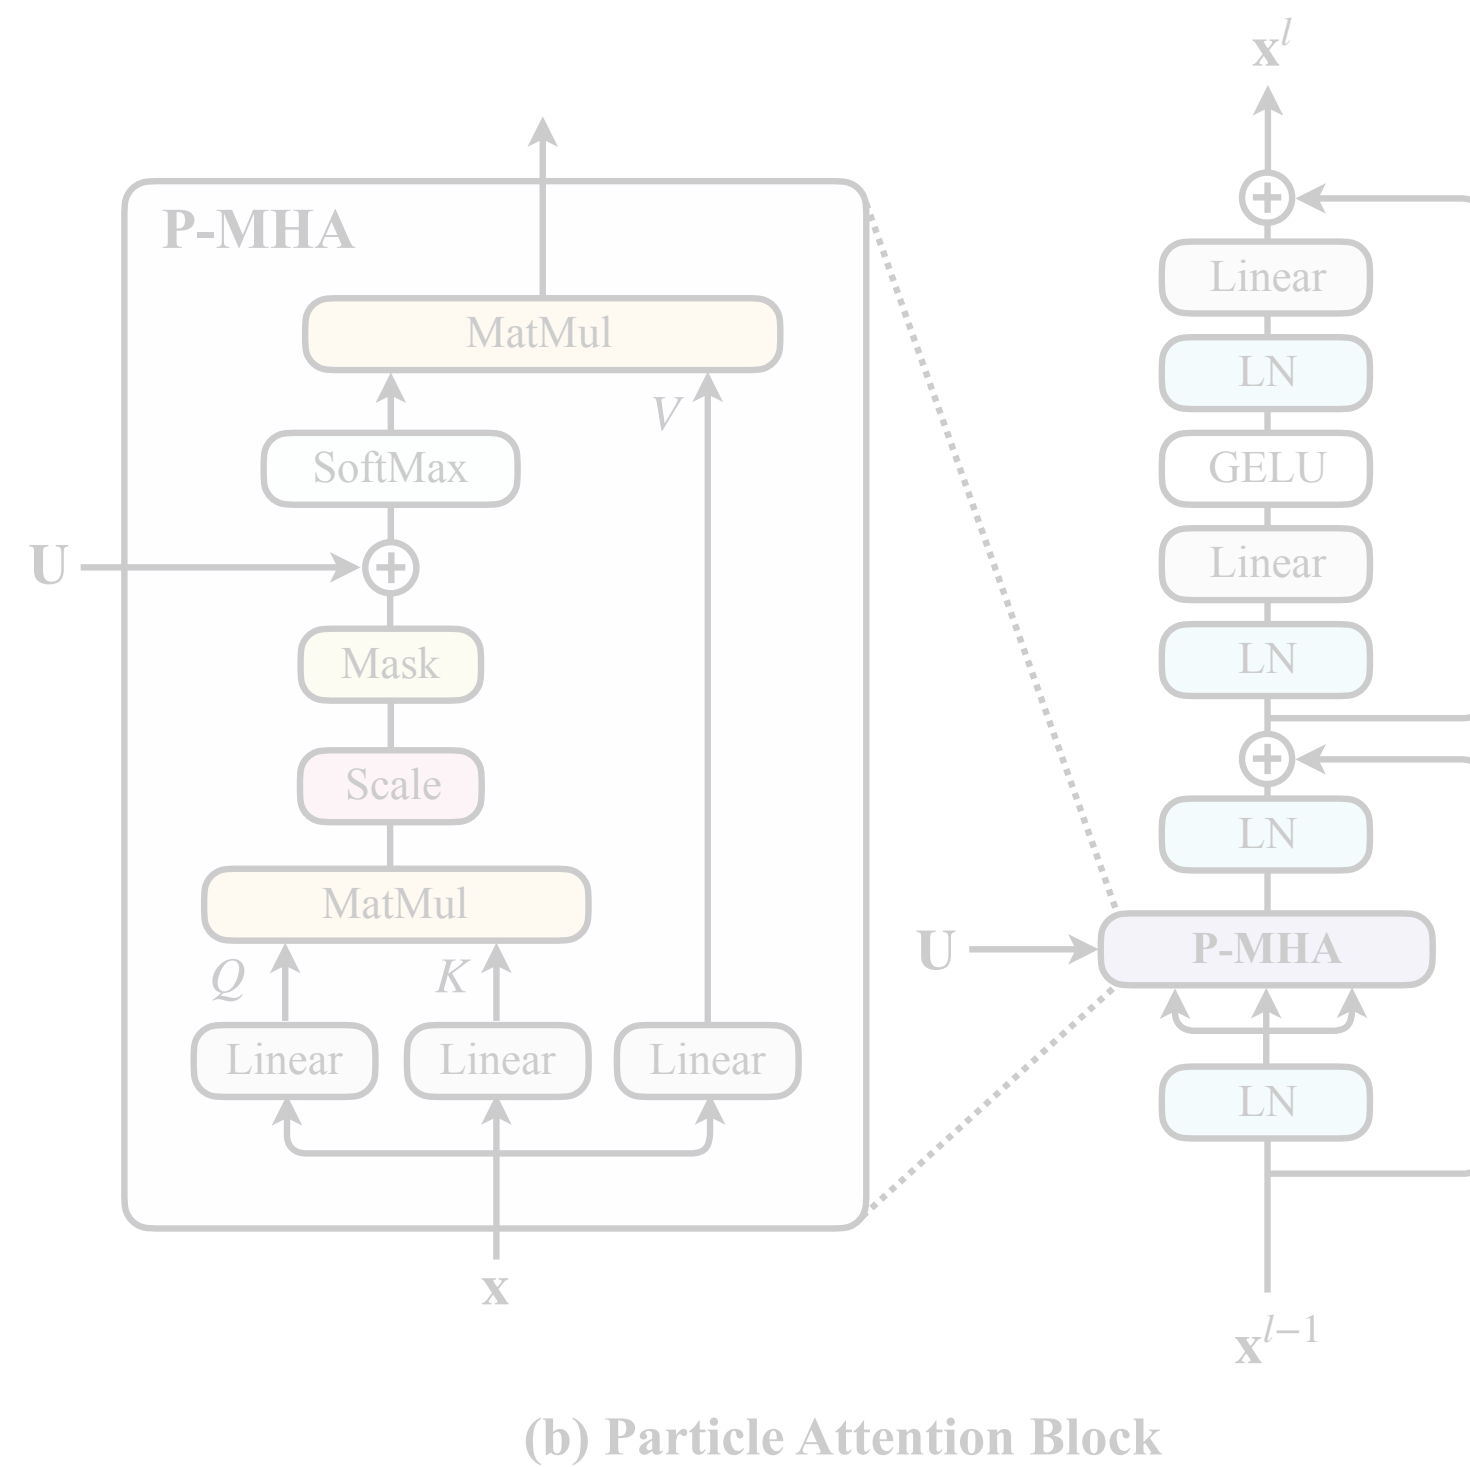 P-MHA
MatMul
V
SoftMax
U
Mask
Scale
MatMul
Q
K
Linear Linear Linear
x
x^l
Linear
LN
GELU
Linear
LN
LN
U
P-MHA
LN
x^{l−1}
(b) Particle Attention Block